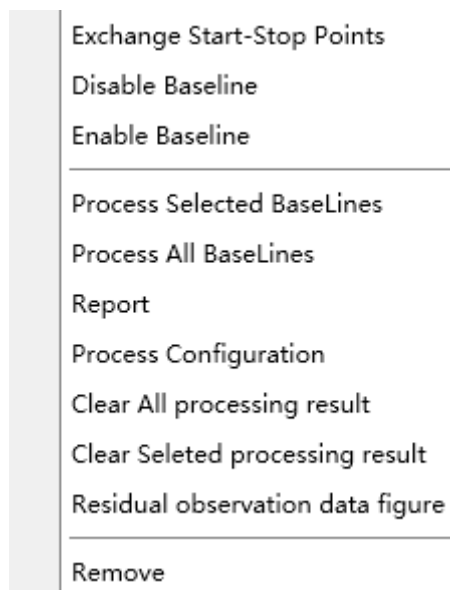 Exchange Start-Stop Points
Disable Baseline
Enable Baseline
Process Selected BaseLines
Process All BaseLines
Report
Process Configuration
Clear All processing result
Clear Seleted processing result
Residual observation data figure
Remove